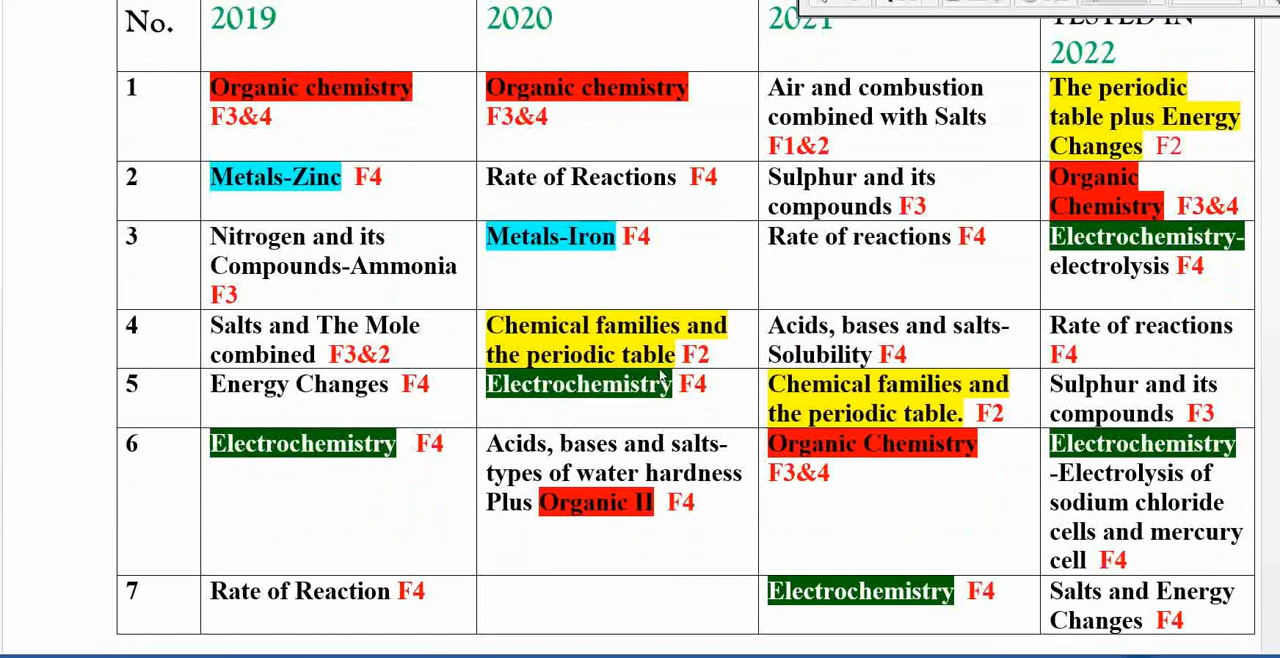 No. 2019 2020 2021 TESTED IN
2022
1 Organic chemistry Organic chemistry Air and combustion The periodic
F3&4 F3&4 combined with Salts table plus Energy
F1&2 Changes F2
2 Metals-Zinc F4 Rate of Reactions F4 Sulphur and its Organic
compounds F3 Chemistry F3&4
3 Nitrogen and its Metals-Iron F4 Rate of reactions F4 Electrochemistry-
Compounds-Ammonia electrolysis F4
F3
4 Salts and The Mole Chemical families and Acids, bases and salts- Rate of reactions
combined F3&2 the periodic table F2 Solubility F4 F4
5 Energy Changes F4 Electrochemistry F4 Chemical families and Sulphur and its
the periodic table. F2 compounds F3
6 Electrochemistry F4 Acids, bases and salts- Organic Chemistry Electrochemistry
types of water hardness F3&4 -Electrolysis of
Plus Organic II F4 sodium chloride
cells and mercury
cell F4
7 Rate of Reaction F4 Electrochemistry F4 Salts and Energy
Changes F4